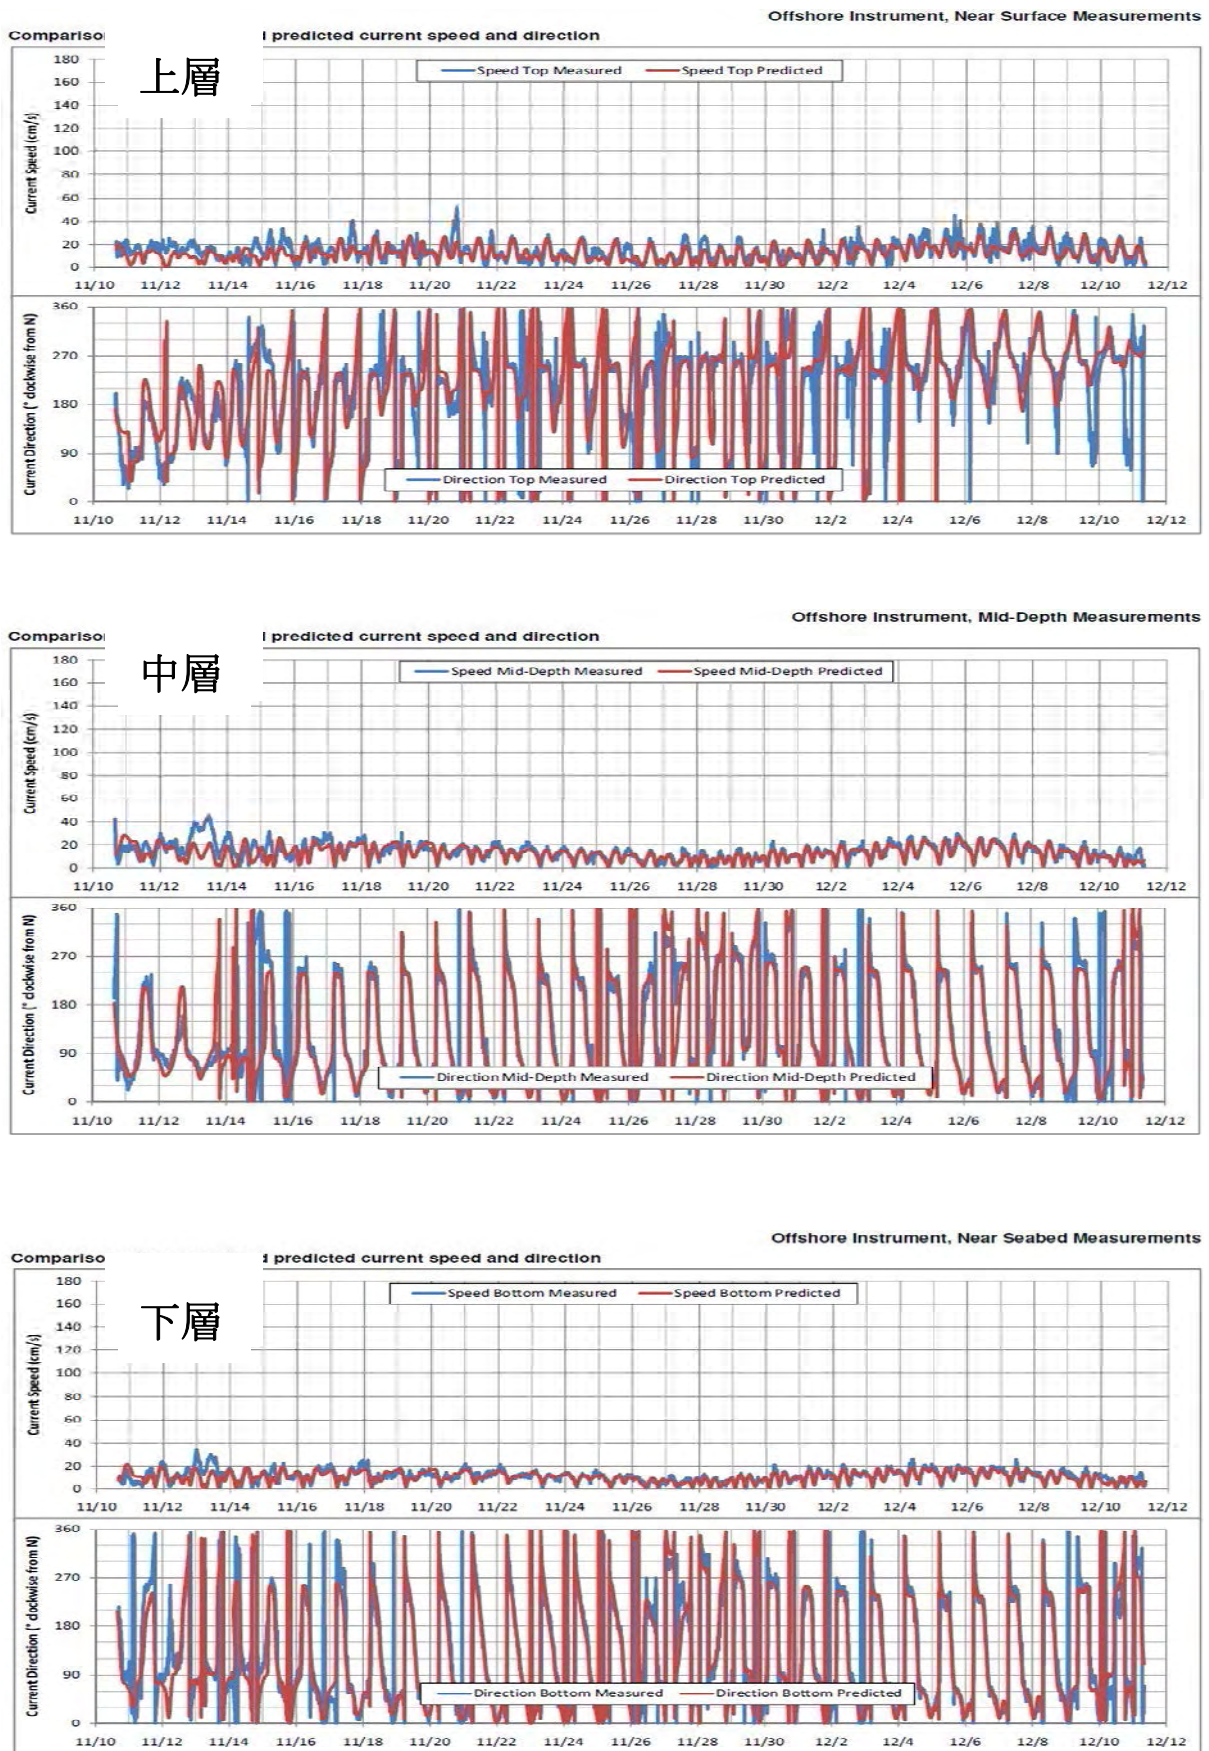 Offshore Instrument, Near Surface Measurements
Compariso d predicted current speed and direction
上層
Speed Top Measured Speed Top Predicted
Current Speed (cm/s)
180
160
140
120
100
80
60
40
20
0
11/10 11/12 11/14 11/16 11/18 11/20 11/22 11/24 11/26 11/28 11/30 12/2 12/4 12/6 12/8 12/10 12/12
Current Direction (° clockwise from N)
360
270
180
90
0
Direction Top Measured Direction Top Predicted
11/10 11/12 11/14 11/16 11/18 11/20 11/22 11/24 11/26 11/28 11/30 12/2 12/4 12/6 12/8 12/10 12/12
Offshore Instrument, Mid-Depth Measurements
Compariso d predicted current speed and direction
中層
Speed Mid-Depth Measured Speed Mid-Depth Predicted
Current Speed (cm/s)
180
160
140
120
100
80
60
40
20
0
11/10 11/12 11/14 11/16 11/18 11/20 11/22 11/24 11/26 11/28 11/30 12/2 12/4 12/6 12/8 12/10 12/12
Current Direction (° clockwise from N)
360
270
180
90
0
Direction Mid-Depth Measured Direction Mid-Depth Predicted
11/10 11/12 11/14 11/16 11/18 11/20 11/22 11/24 11/26 11/28 11/30 12/2 12/4 12/6 12/8 12/10 12/12
Offshore Instrument, Near Seabed Measurements
Compariso d predicted current speed and direction
下層
Speed Bottom Measured Speed Bottom Predicted
Current Speed (cm/s)
180
160
140
120
100
80
60
40
20
0
11/10 11/12 11/14 11/16 11/18 11/20 11/22 11/24 11/26 11/28 11/30 12/2 12/4 12/6 12/8 12/10 12/12
Current Direction (° clockwise from N)
360
270
180
90
0
Direction Bottom Measured Direction Bottom Predicted
11/10 11/12 11/14 11/16 11/18 11/20 11/22 11/24 11/26 11/28 11/30 12/2 12/4 12/6 12/8 12/10 12/12